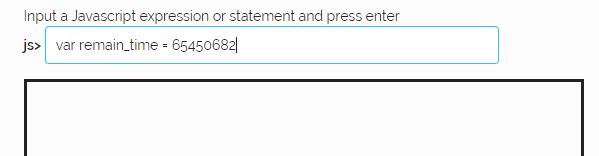 Input a Javascript expression or statement and press enter
js> var remain_time = 65450682